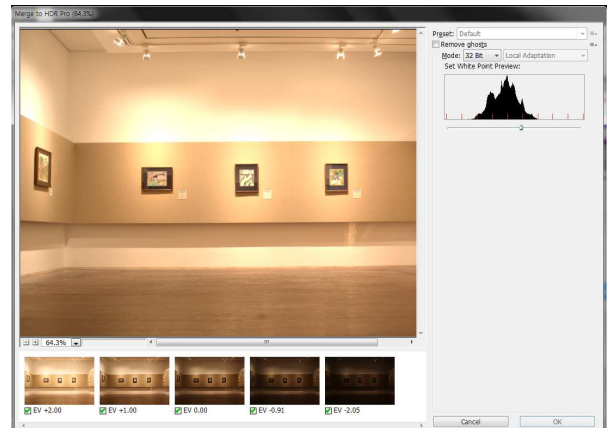 Merge to HDR Pro (64.3%)
Preset: Default
Remove ghosts
Mode: 32 Bit Local Adaptation
Set White Point Preview:
64.3%
EV +2.00 EV +1.00 EV 0.00 EV -0.91 EV -2.05
Cancel OK